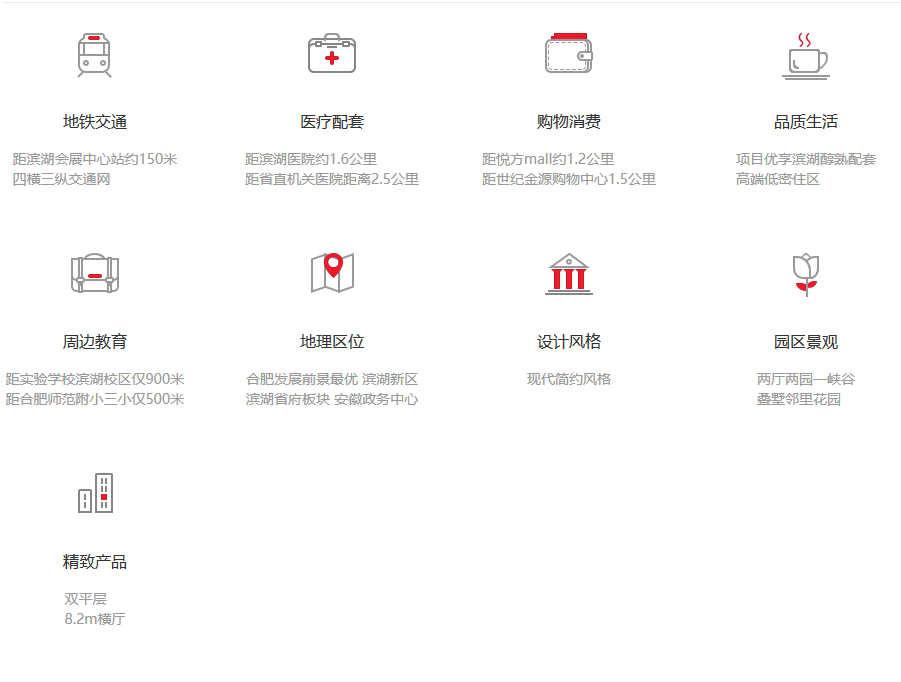 地铁交通
距滨湖会展中心站约150米
四横三纵交通网
医疗配套
距滨湖医院约1.6公里
距省直机关医院距离2.5公里
购物消费
距悦方mall约1.2公里
距世纪金源购物中心1.5公里
品质生活
项目优享滨湖醇熟配套
高端低密住区
周边教育
距实验学校滨湖校区仅900米
距合肥师范附小三小仅500米
地理区位
合肥发展前景最优 滨湖新区
滨湖省府板块 安徽政务中心
设计风格
现代简约风格
园区景观
两厅两园一峡谷
叠墅邻里花园
精致产品
双平层
8.2m横厅